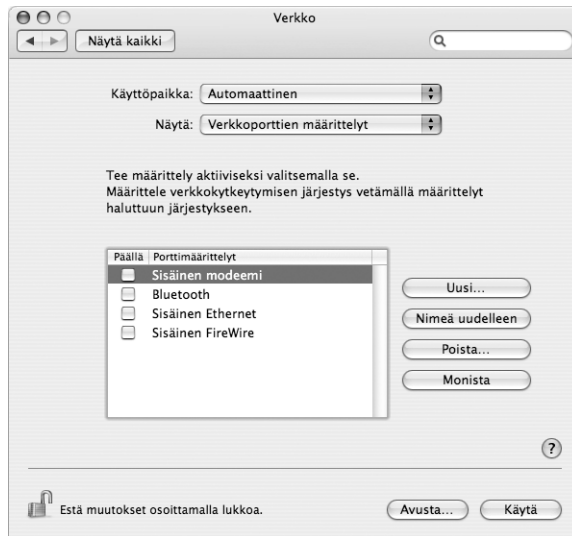 Verkko
Näytä kaikki
Käyttöpaikka: Automaattinen
Näytä: Verkkoporttien määrittelyt
Tee määrittely aktiiviseksi valitsemalla se.
Määrittele verkkokytkeytymisen järjestys vetämällä määrittelyt
haluttuun järjestykseen.
Päällä Porttimäärittelyt
Sisäinen modeemi
Bluetooth
Sisäinen Ethernet
Sisäinen FireWire
Uusi...
Nimeä uudelleen
Poista...
Monista
?
Estä muutokset osoittamalla lukkoa.
Avusta... Käytä